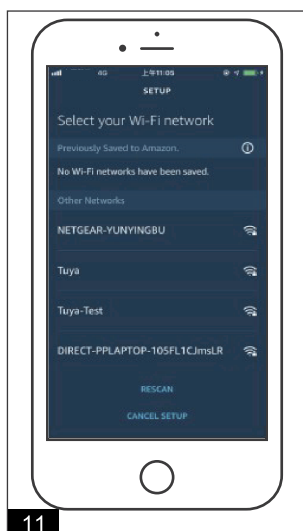 4G 上午11:05
SETUP
Select your Wi-Fi network
Previously Saved to Amazon.
No Wi-Fi networks have been saved.
Other Networks
NETGEAR-YUNYINGBU
Tuya
Tuya-Test
DIRECT-PPLAPTOP-105FL1CJmsLR
RESCAN
CANCEL SETUP
11